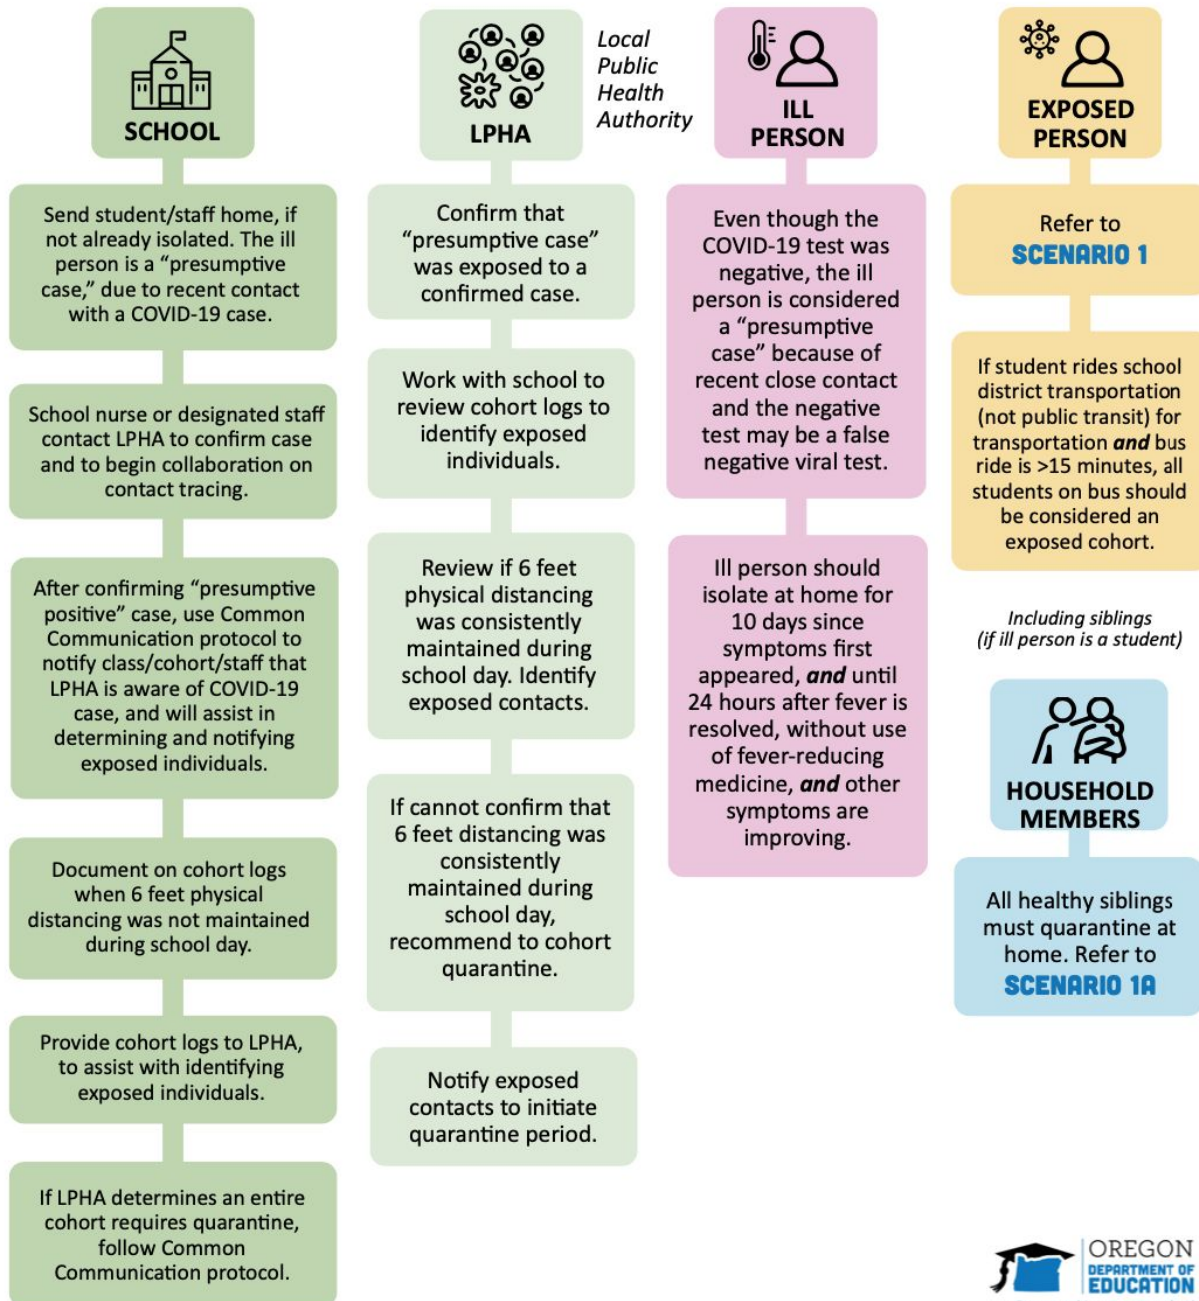 SCHOOL
Send student/staff home, if
not already isolated. The ill
person is a “presumptive
case,” due to recent contact
with a COVID-19 case.
School nurse or designated staff
contact LPHA to confirm case
and to begin collaboration on
contact tracing.
After confirming “presumptive
positive” case, use Common
Communication protocol to
notify class/cohort/staff that
LPHA is aware of COVID-19
case, and will assist in
determining and notifying
exposed individuals.
Document on cohort logs
when 6 feet physical
distancing was not maintained
during school day.
Provide cohort logs to LPHA,
to assist with identifying
exposed individuals.
If LPHA determines an entire
cohort requires quarantine,
follow Common
Communication protocol.
LPHA
Local
Public
Health
Authority
Confirm that
“presumptive case”
was exposed to a
confirmed case.
Work with school to
review cohort logs to
identify exposed
individuals.
Review if 6 feet
physical distancing
was consistently
maintained during
school day. Identify
exposed contacts.
If cannot confirm that
6 feet distancing was
consistently
maintained during
school day,
recommend to cohort
quarantine.
Notify exposed
contacts to initiate
quarantine period.
ILL
PERSON
Even though the
COVID-19 test was
negative, the ill
person is considered
a “presumptive
case” because of
recent close contact
and the negative
test may be a false
negative viral test.
Ill person should
isolate at home for
10 days since
symptoms first
appeared, and until
24 hours after fever is
resolved, without use
of fever-reducing
medicine, and other
symptoms are
improving.
EXPOSED
PERSON
Refer to
SCENARIO 1
If student rides school
district transportation
(not public transit) for
transportation and bus
ride is >15 minutes, all
students on bus should
be considered an
exposed cohort.
Including siblings
(if ill person is a student)
HOUSEHOLD
MEMBERS
All healthy siblings
must quarantine at
home. Refer to
SCENARIO 1A
OREGON
DEPARTMENT OF
EDUCATION